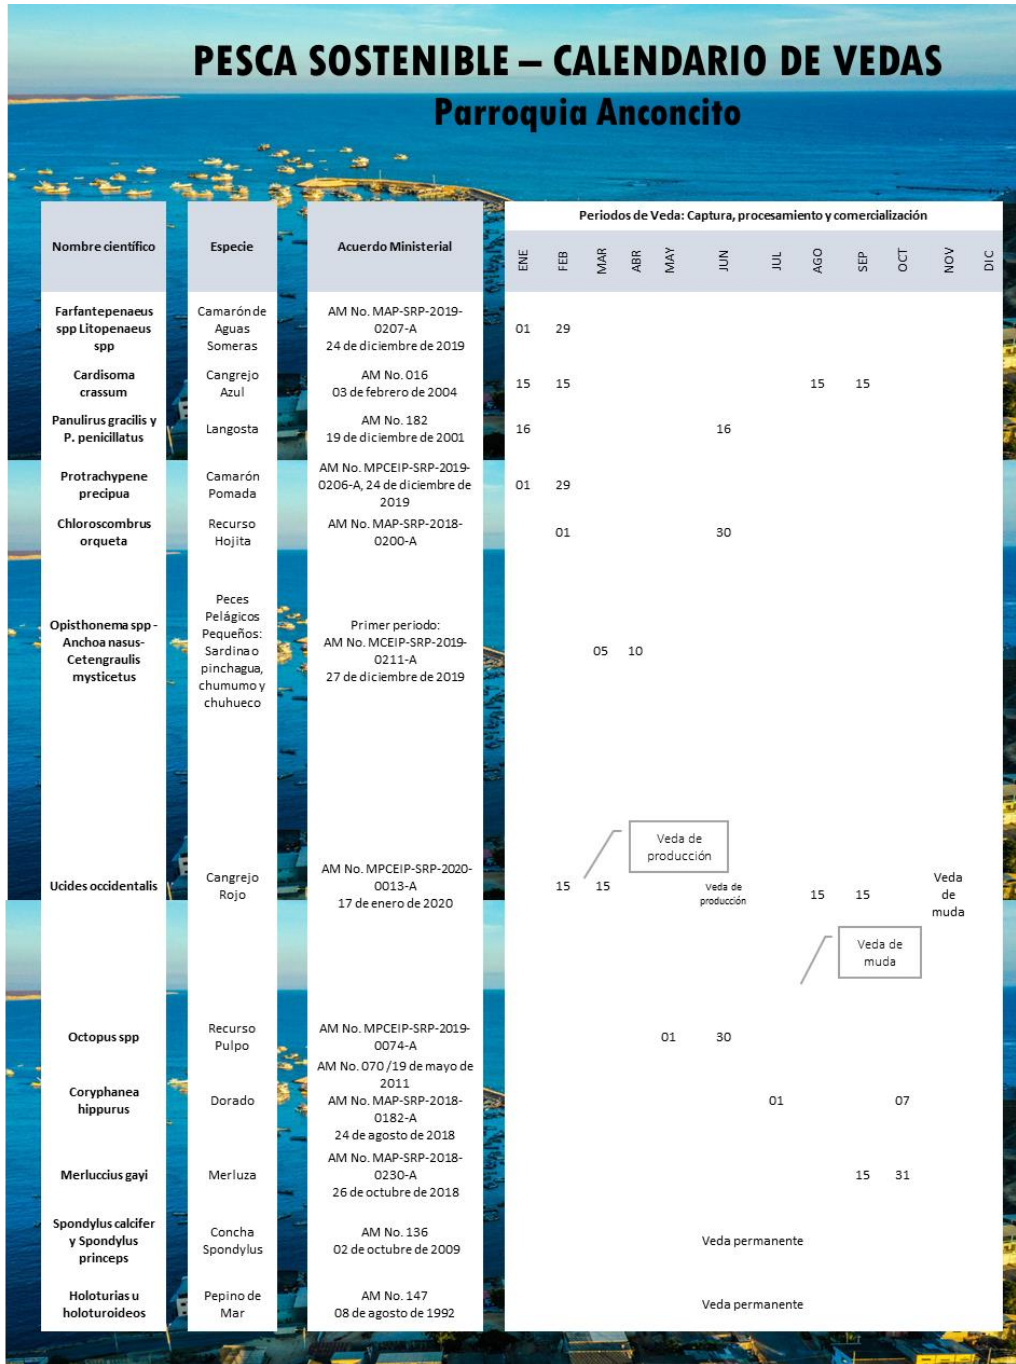 PESCA SOSTENIBLE – CALENDARIO DE VEDAS
Parroquia Anconcito
Periodos de Veda: Captura, procesamiento y comercialización
Nombre científico Especie Acuerdo Ministerial
ENE FEB MAR ABR MAY JUN JUL AGO SEP OCT NOV DIC
Farfantepenaeus
spp Litopenaeus
spp
Camarón de
Aguas
Someras
AM No. MAP-SRP-2019-
0207-A
24 de diciembre de 2019
01 29
Cardisoma
crassum
Cangrejo
Azul
AM No. 016
03 de febrero de 2004
15 15 15 15
Panulirus gracilis y
P. penicillatus
Langosta
AM No. 182
19 de diciembre de 2001
16 16
Protrachypene
precipua
Camarón
Pomada
AM No. MPCEIP-SRP-2019-
0206-A, 24 de diciembre de
2019
01 29
Chloroscombrus
orqueta
Recurso
Hojita
AM No. MAP-SRP-2018-
0200-A
01 30
Opisthonema spp -
Anchoa nasus-
Cetengraulis
mysticetus
Peces
Pelágicos
Pequeños:
Sardina o
pinchagua,
chumumo y
chuhueco
Primer periodo:
AM No. MCEIP-SRP-2019-
0211-A
27 de diciembre de 2019
05 10
Ucides occidentalis
Cangrejo
Rojo
AM No. MPCEIP-SRP-2020-
0013-A
17 de enero de 2020
Veda de
producción
15 15
Veda de
producción
15 15
Veda
de
muda
Veda de
muda
Octopus spp
Recurso
Pulpo
AM No. MPCEIP-SRP-2019-
0074-A
01 30
Coryphanea
hippurus
Dorado
AM No. 070 /19 de mayo de
2011
AM No. MAP-SRP-2018-
0182-A
24 de agosto de 2018
01 07
Merluccius gayi
Merluza
AM No. MAP-SRP-2018-
0230-A
26 de octubre de 2018
15 31
Spondylus calcifer
y Spondylus
princeps
Concha
Spondylus
AM No. 136
02 de octubre de 2009
Veda permanente
Holoturias u
holoturoideos
Pepino de
Mar
AM No. 147
08 de agosto de 1992
Veda permanente